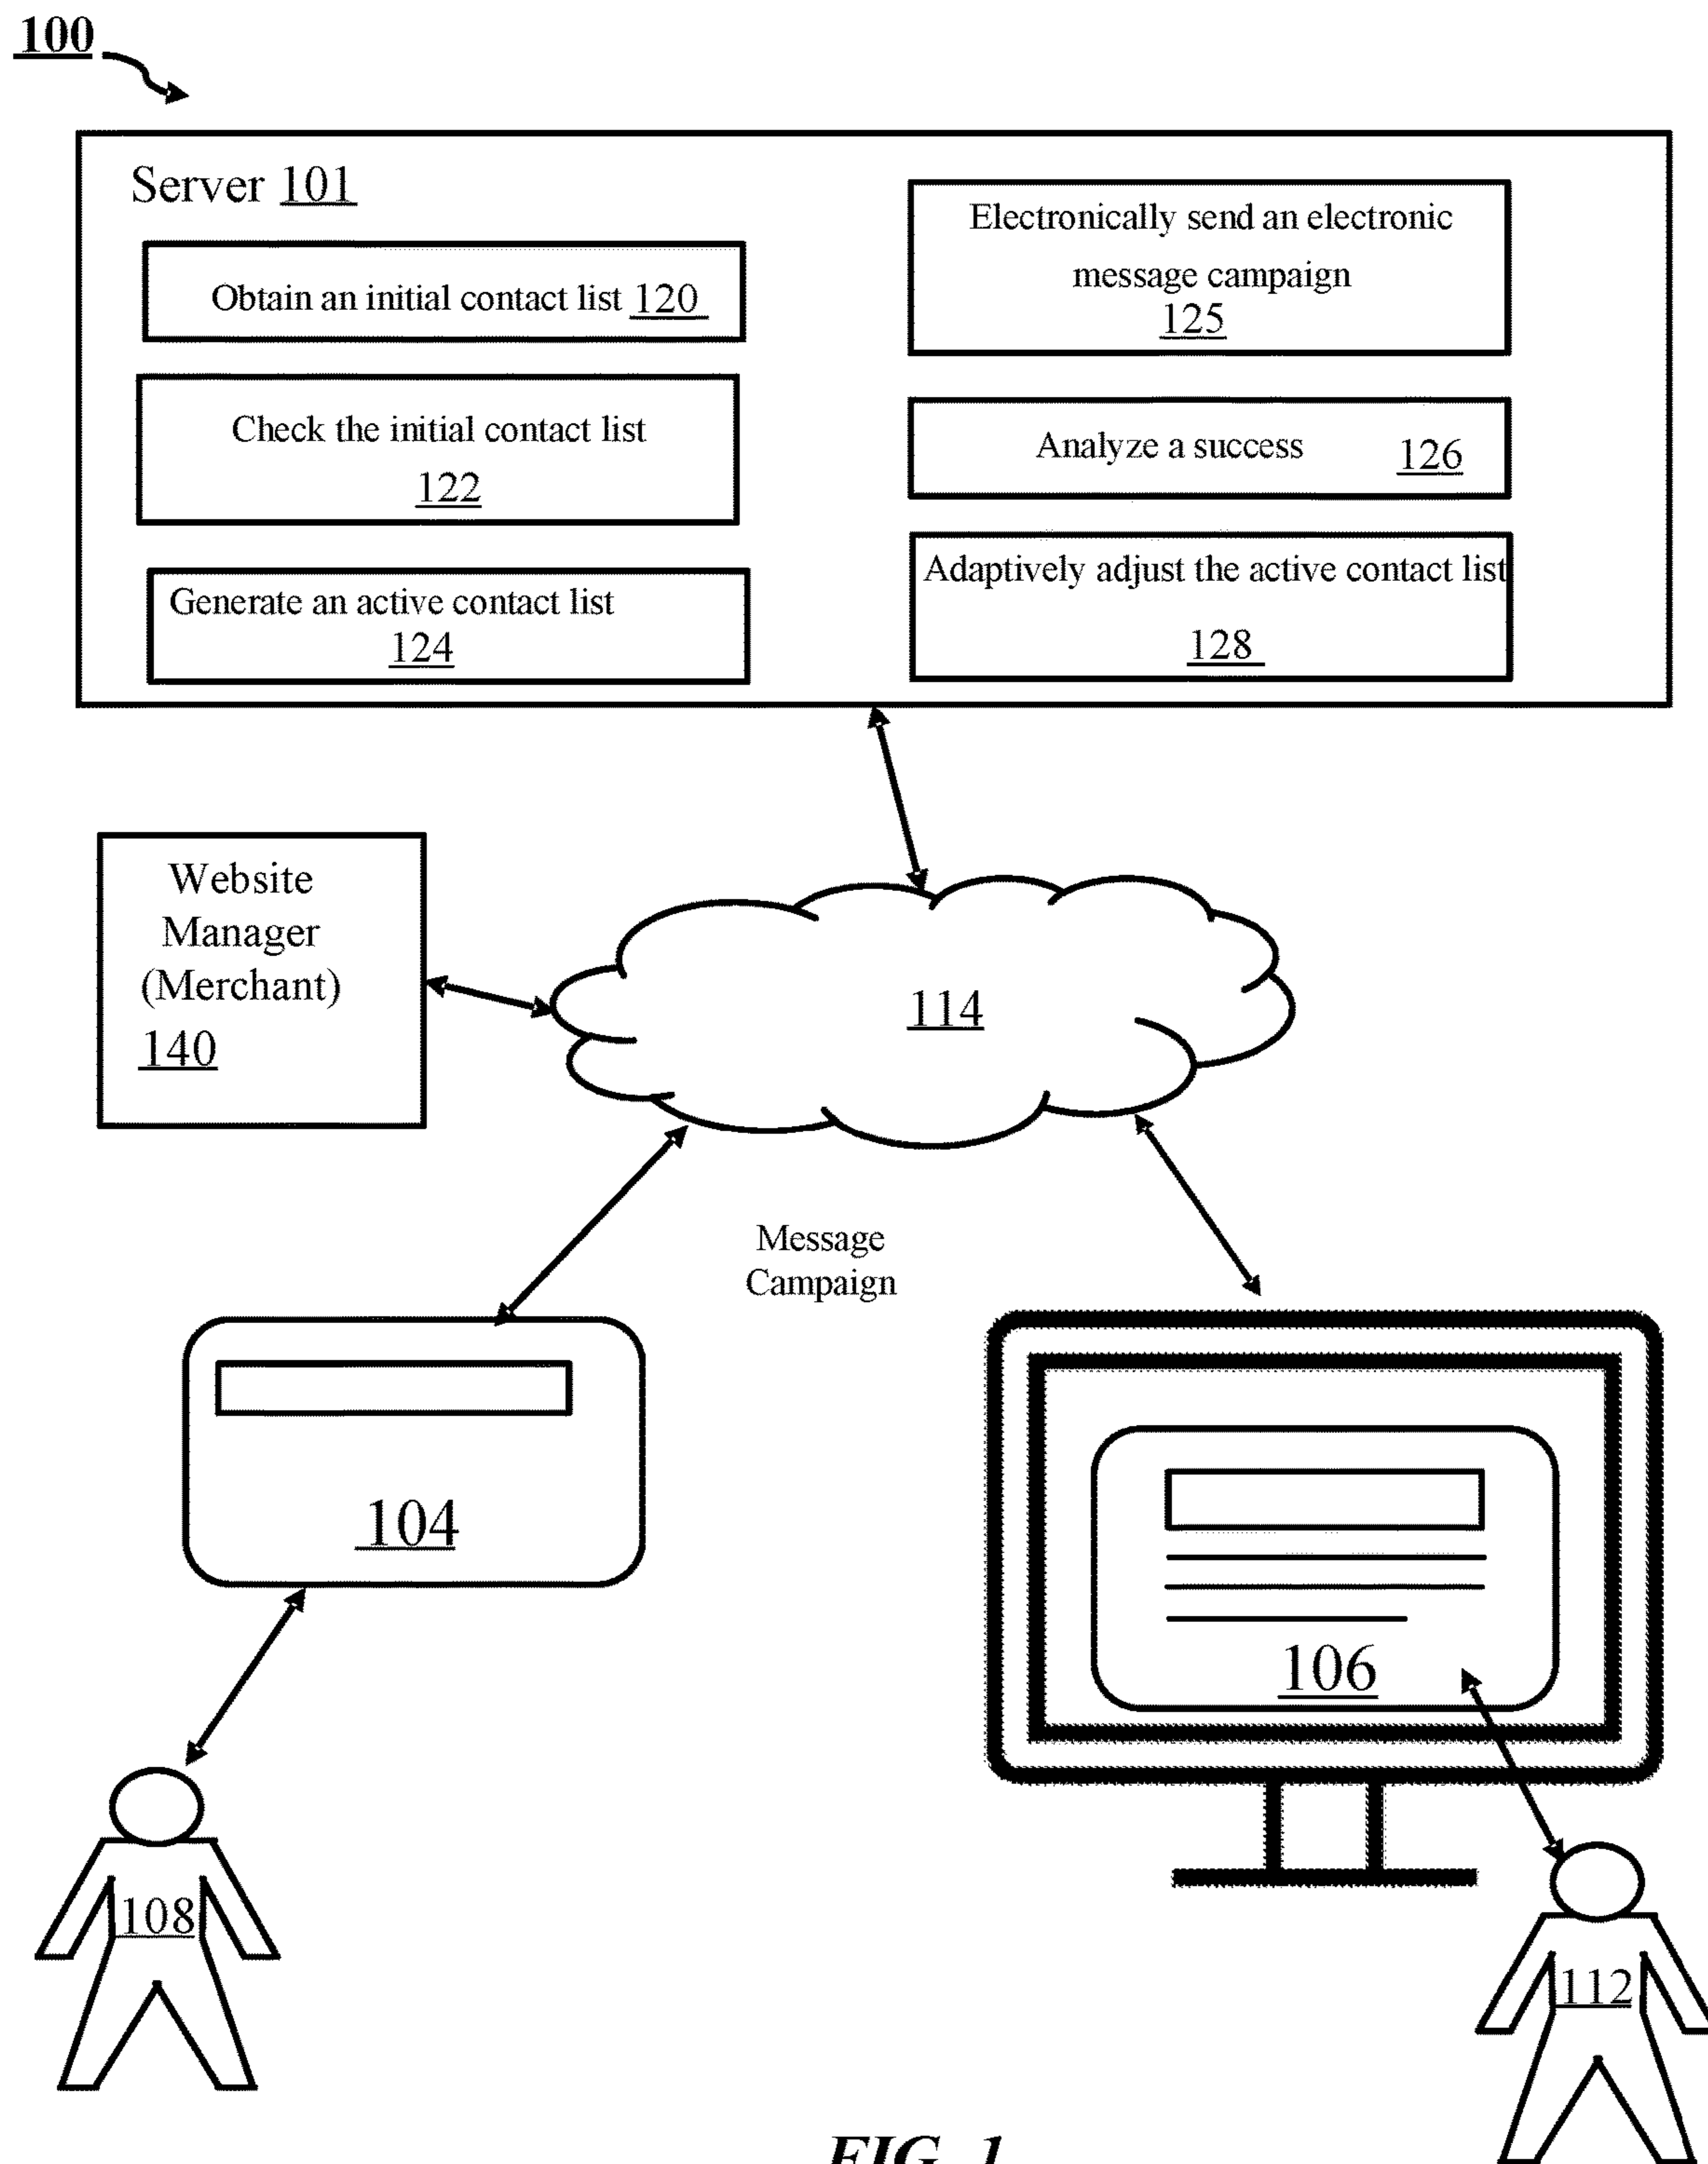 100
Server 101
Obtain an initial contact list 120
Check the initial contact list
122
Generate an active contact list
124
Electronically send an electronic
message campaign
125
Analyze a success 126
Adaptively adjust the active contact list
128
Website
Manager
(Merchant)
140
114
Message
Campaign
104
106
108
112
FIG. 1